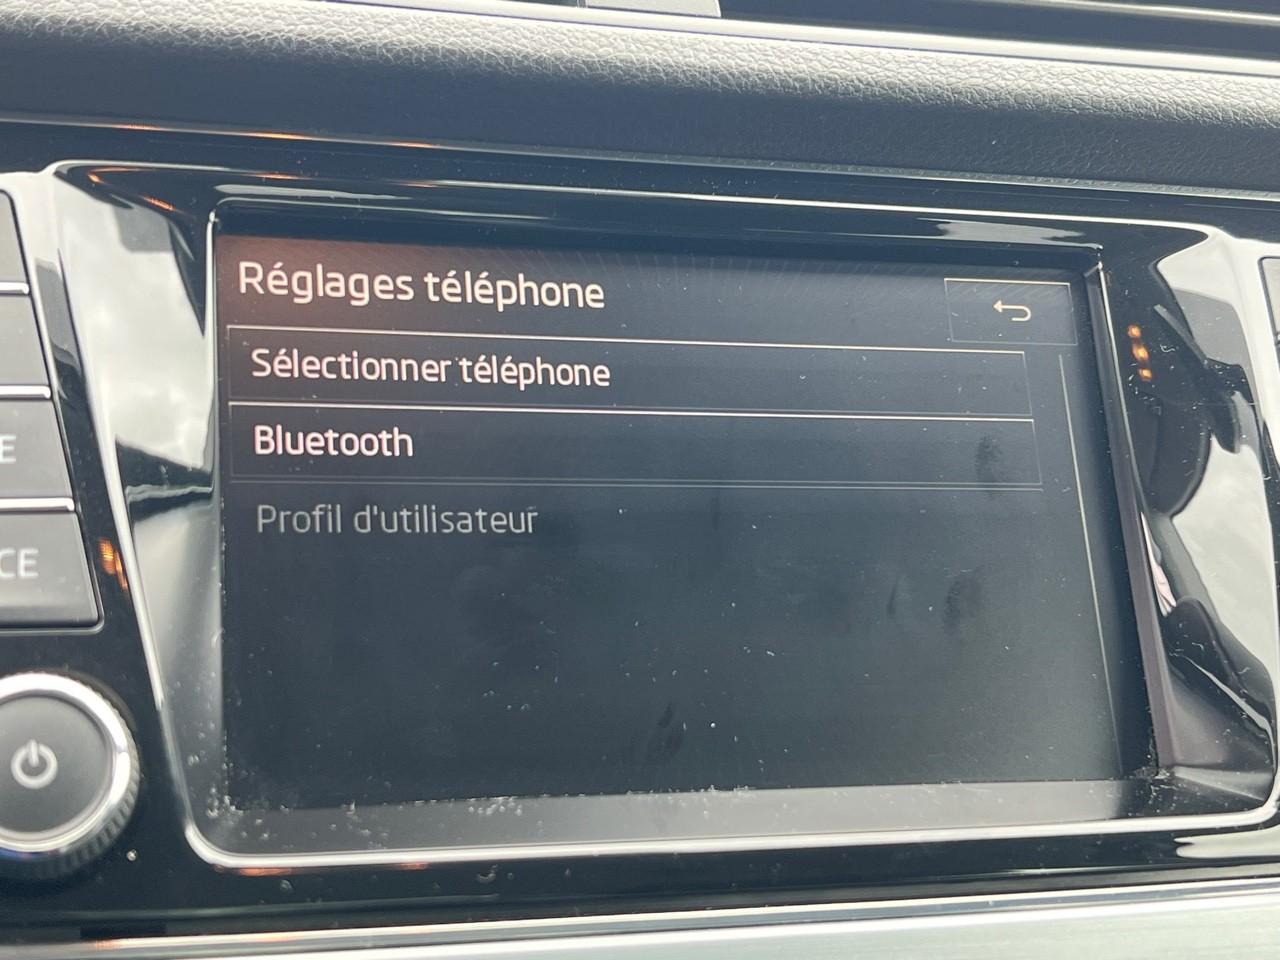 Réglages téléphone
Sélectionner téléphone
Bluetooth
Profil d'utilisateur